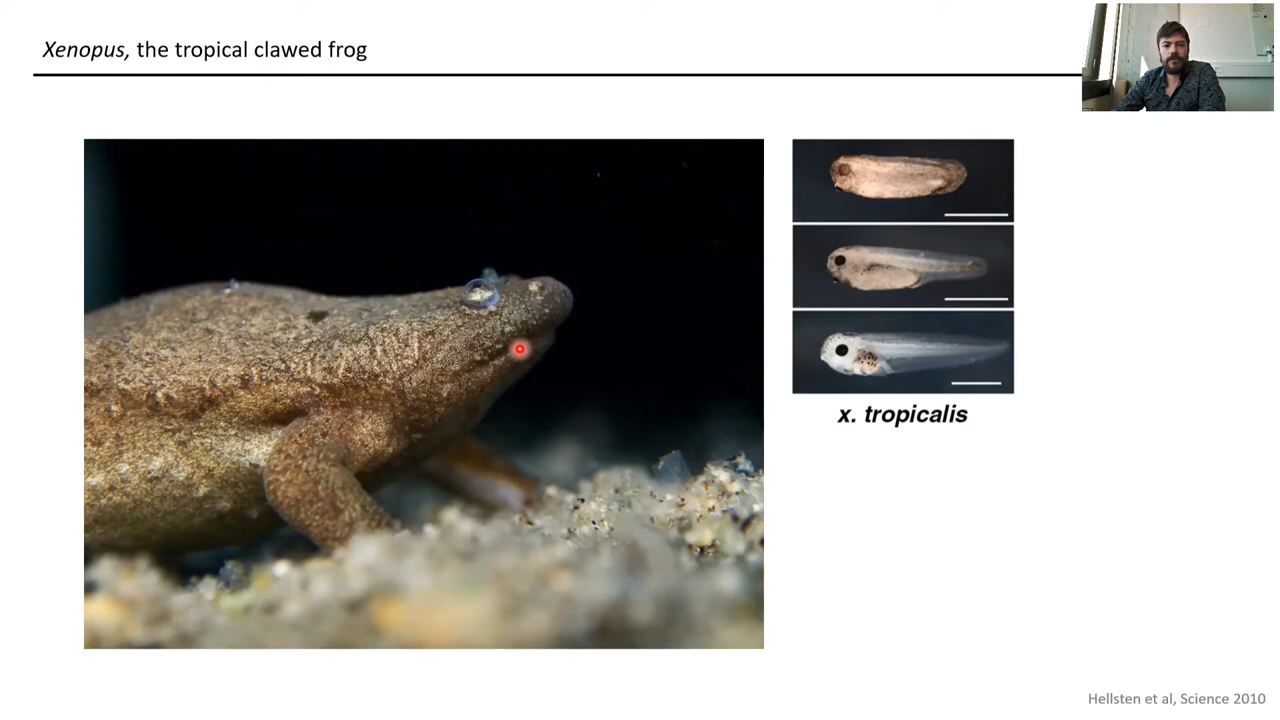 Xenopus, the tropical clawed frog
x. tropicalis
Hellsten et al, Science 2010